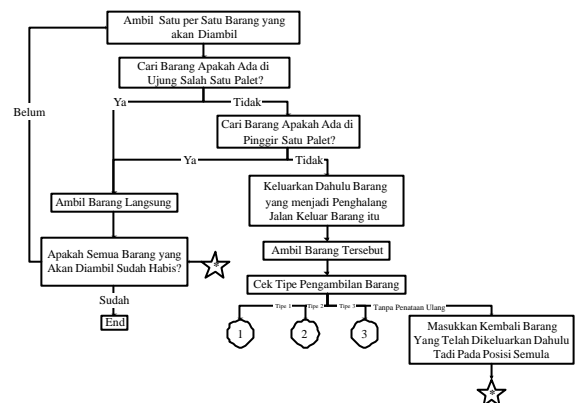 Ambil Satu per Satu Barang yang
akan Diambil
Cari Barang Apakah Ada di
Ujung Salah Satu Palet?
Belum
Ya
Tidak
Cari Barang Apakah Ada di
Pinggir Satu Palet?
Ya
Tidak
Ambil Barang Langsung
Keluarkan Dahulu Barang
yang menjadi Penghalang
Jalan Keluar Barang itu
Apakah Semua Barang yang
Akan Diambil Sudah Habis?
*
Ambil Barang Tersebut
Cek Tipe Pengambilan Barang
Sudah
End
Tipe 1
Tipe 2
Tipe 3
Tanpa Penataan Ulang
1
2
3
Masukkan Kembali Barang
Yang Telah Dikeluarkan Dahulu
Tadi Pada Posisi Semula
*